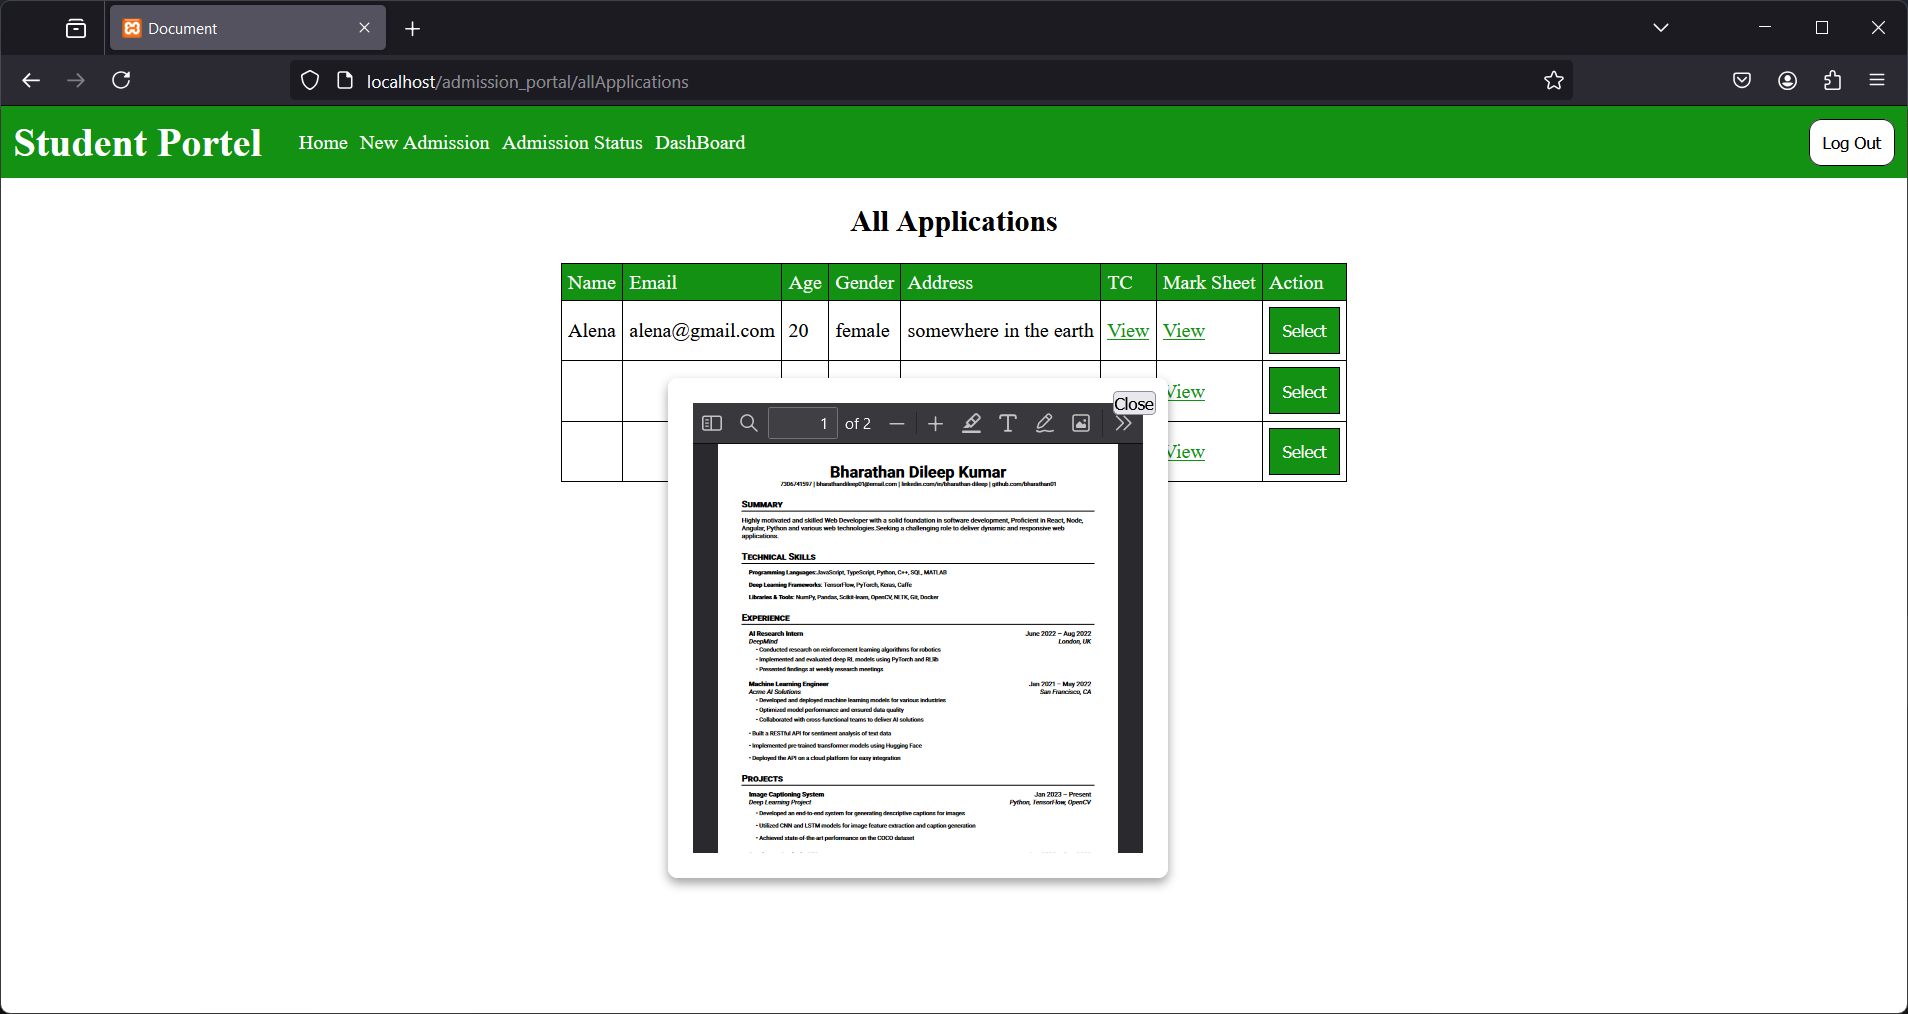 Document
localhost/admission_portal/allApplications
Student Portel Home New Admission Admission Status DashBoard Log Out
All Applications
Name Email Age Gender Address TC Mark Sheet Action
Alena alena@gmail.com 20 female somewhere in the earth View View Select
View Select
View Select
Close
1 of 2
Bharathan Dileep Kumar
7306741597 | bharathandileep01@email.com | linkedin.com/in/bharathan-dileep | github.com/bharathan01
Summary
Highly motivated and skilled Web Developer with a solid foundation in software development, Proficient in React, Node,
Angular, Python and various web technologies.Seeking a challenging role to deliver dynamic and responsive web
applications.
Technical Skills
Programming Languages:JavaScript, TypeScript, Python, C++, SQL, MATLAB
Deep Learning Frameworks: TensorFlow, PyTorch, Keras, Caffe
Libraries & Tools: NumPy, Pandas, Scikit-learn, OpenCV, NLTK, Git, Docker
Experience
AI Research Intern June 2022 – Aug 2022
DeepMind London, UK
• Conducted research on reinforcement learning algorithms for robotics
• Implemented and evaluated deep RL models using PyTorch and RLlib
• Presented findings at weekly research meetings
Machine Learning Engineer Jan 2021 – May 2022
Acme AI Solutions San Francisco, CA
• Developed and deployed machine learning models for various industries
• Optimized model performance and ensured data quality
• Collaborated with cross-functional teams to deliver AI solutions
• Built a RESTful API for sentiment analysis of text data
• Implemented pre-trained transformer models using Hugging Face
• Deployed the API on a cloud platform for easy integration
Projects
Image Captioning System Jan 2023 – Present
Deep Learning Project Python, TensorFlow, OpenCV
• Developed an end-to-end system for generating descriptive captions for images
• Utilized CNN and LSTM models for image feature extraction and caption generation
• Achieved state-of-the-art performance on the COCO dataset